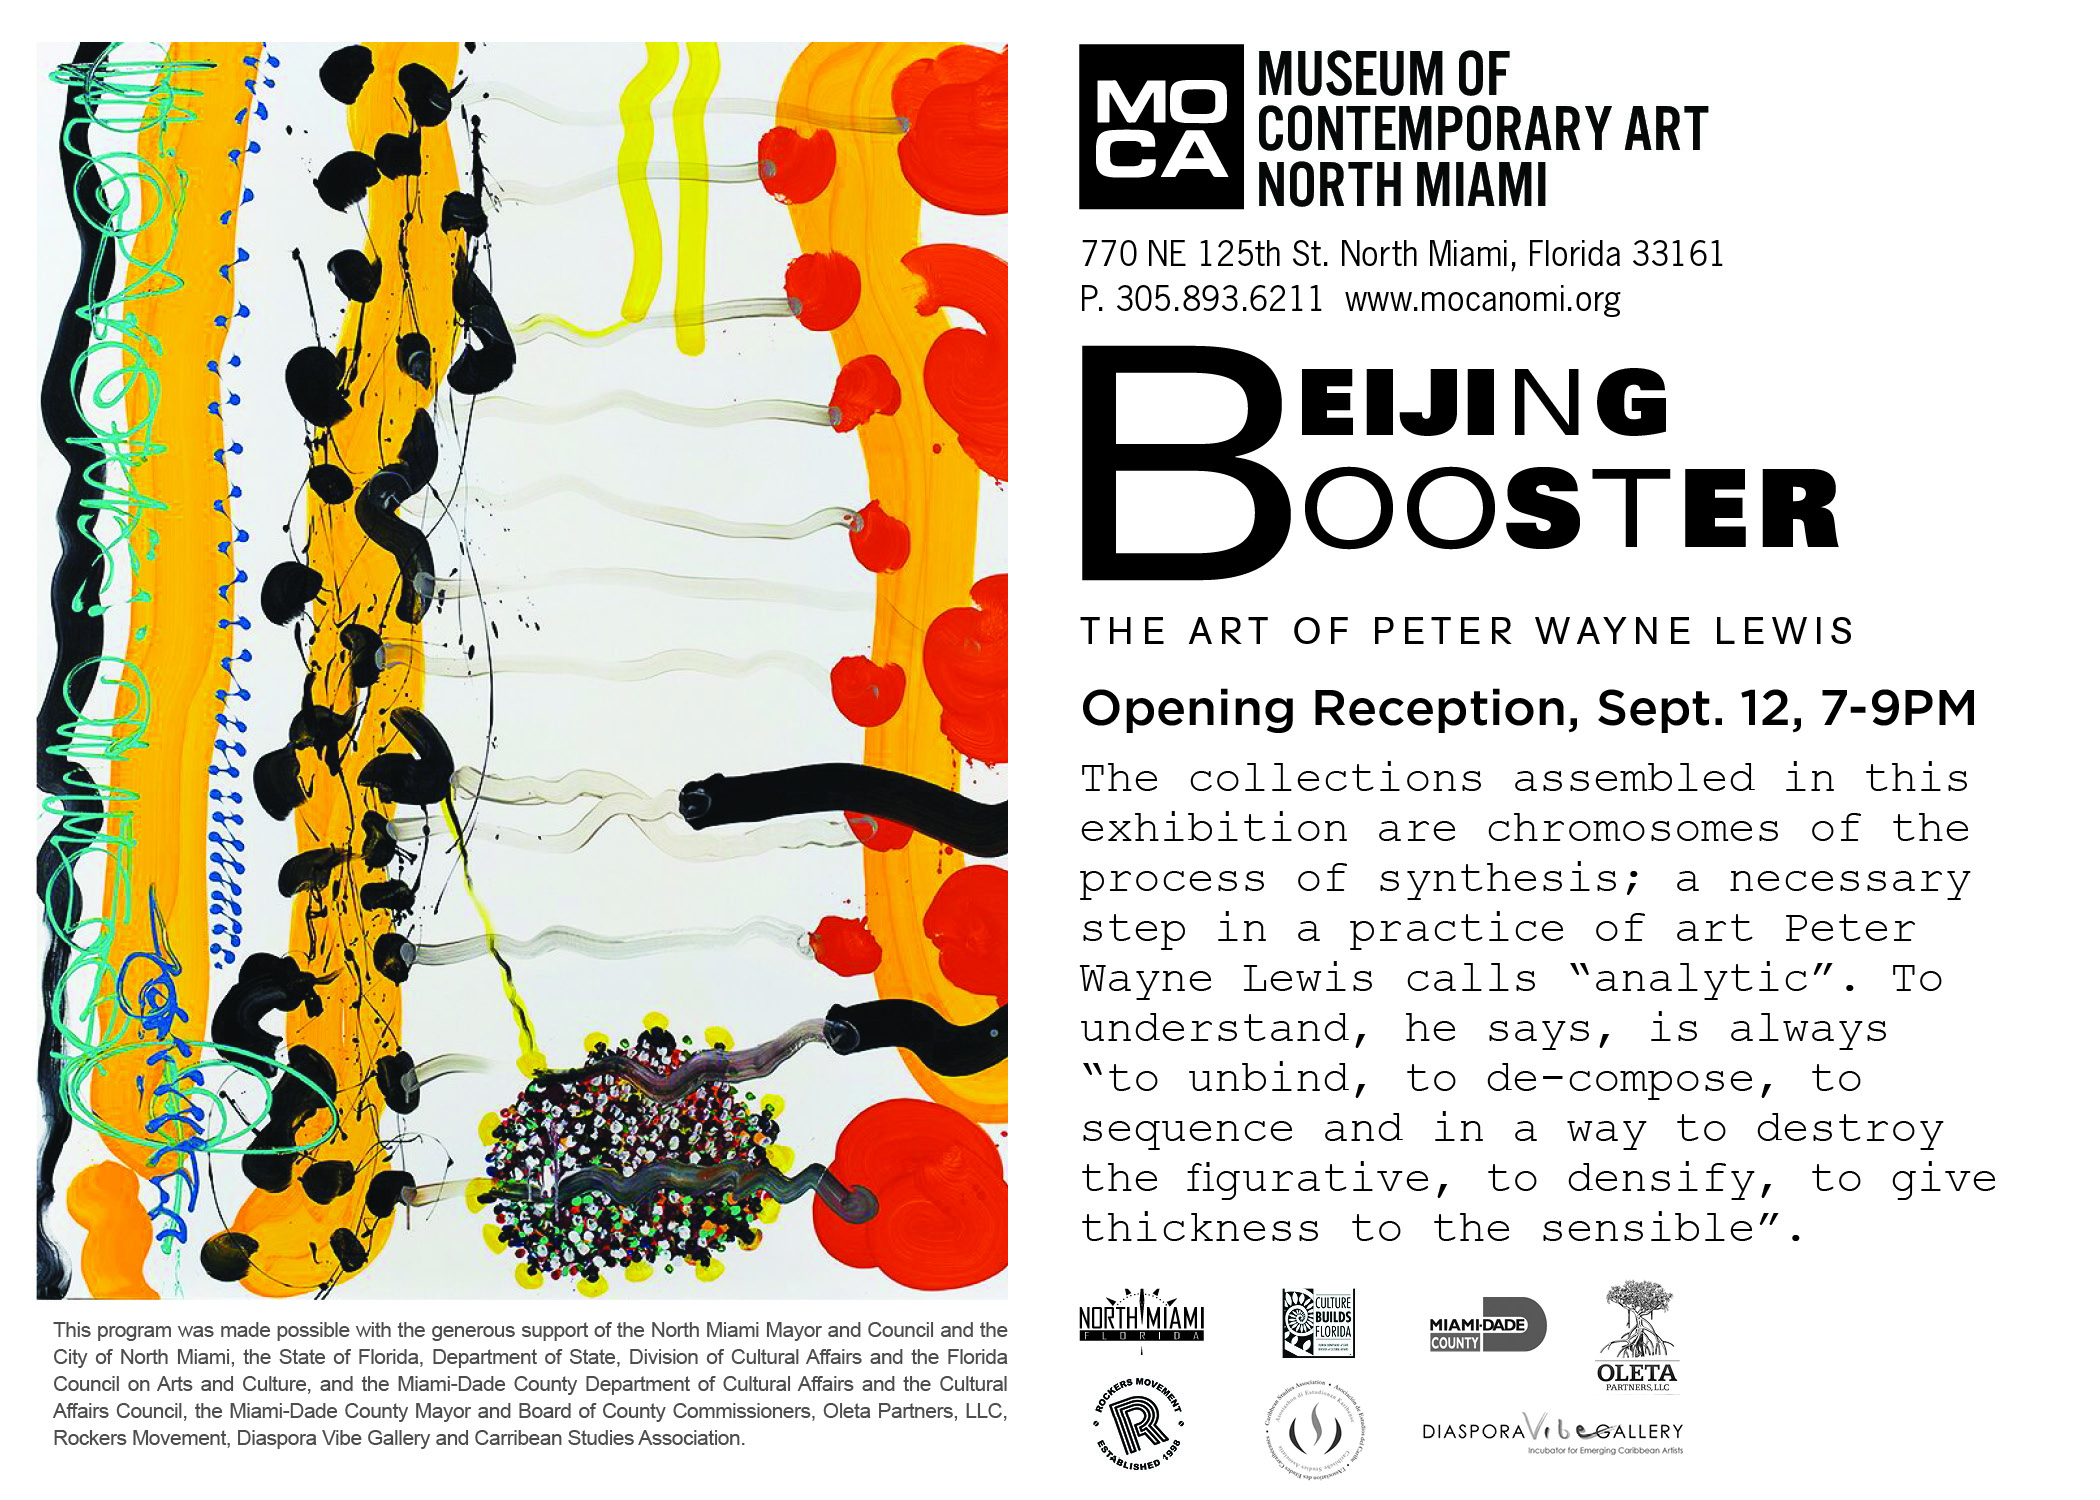 MO
CA
MUSEUM OF
CONTEMPORARY ART
NORTH MIAMI
770 NE 125th St. North Miami, Florida 33161
P. 305.893.6211 www.mocanomi.org
BEIJING
BOOSTER
THE ART OF PETER WAYNE LEWIS
Opening Reception, Sept. 12, 7-9PM
The collections assembled in this
exhibition are chromosomes of the
process of synthesis; a necessary
step in a practice of art Peter
Wayne Lewis calls “analytic”. To
understand, he says, is always
“to unbind, to de-compose, to
sequence and in a way to destroy
the figurative, to densify, to give
thickness to the sensible”.
This program was made possible with the generous support of the North Miami Mayor and Council and the
City of North Miami, the State of Florida, Department of State, Division of Cultural Affairs and the Florida
Council on Arts and Culture, and the Miami-Dade County Department of Cultural Affairs and the Cultural
Affairs Council, the Miami-Dade County Mayor and Board of County Commissioners, Oleta Partners, LLC,
Rockers Movement, Diaspora Vibe Gallery and Carribean Studies Association.
NORTH MIAMI
FLORIDA
CULTURE
BUILDS
FLORIDA
MIAMI-DADE
COUNTY
OLETA
PARTNERS, LLC
ROCKERS MOVEMENT
R
ESTABLISHED 1998
Caribbean Studies Association
DIASPORA Vibe GALLERY
Incubator for Emerging Caribbean Artists